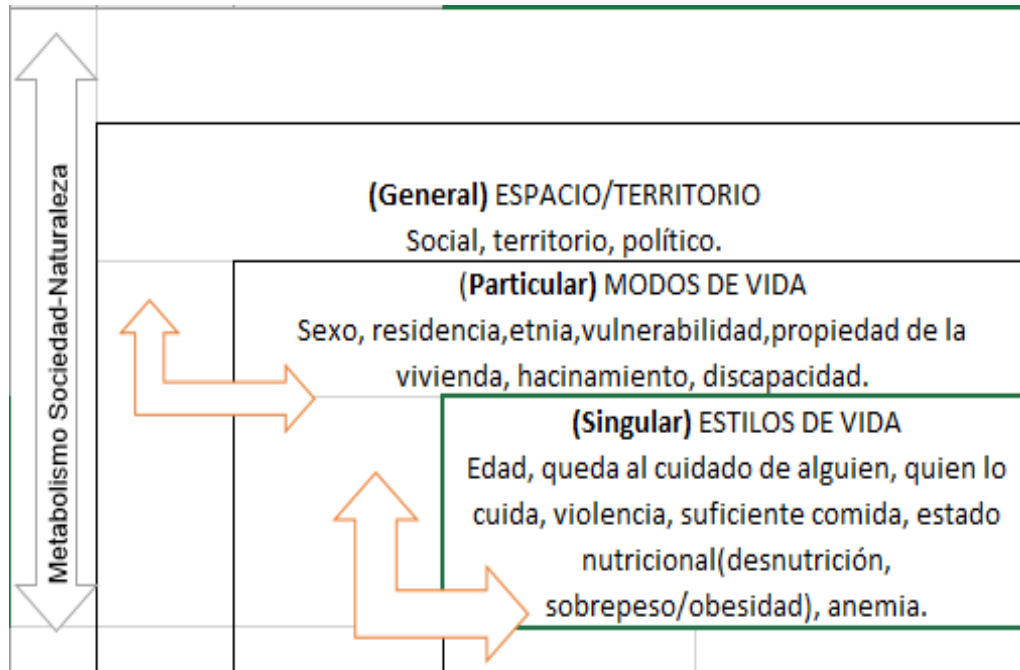 Metabolismo Sociedad-Naturaleza
(General) ESPACIO/TERRITORIO
Social, territorio, político.
(Particular) MODOS DE VIDA
Sexo, residencia,etnia,vulnerabilidad,propiedad de la
vivienda, hacinamiento, discapacidad.
(Singular) ESTILOS DE VIDA
Edad, queda al cuidado de alguien, quien lo
cuida, violencia, suficiente comida, estado
nutricional(desnutrición,
sobrepeso/obesidad), anemia.